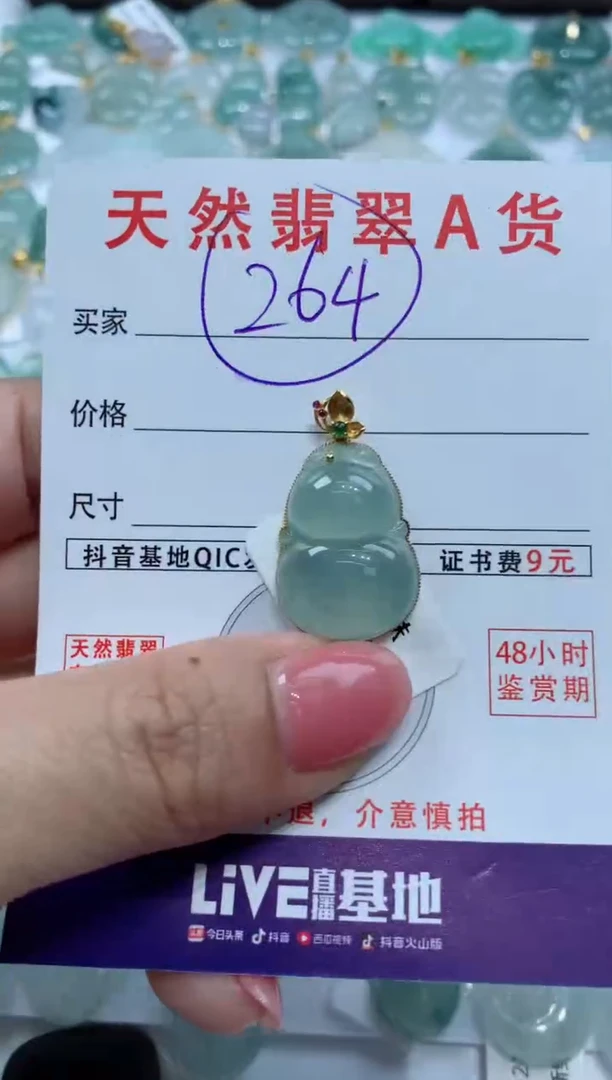 天然翡翠A货
264
买家
价格
尺寸
抖音基地QIC
证书费9元
天然翡翠
48小时
鉴赏期
退，介意慎拍
LiVE直播基地
今日头条 抖音 西瓜视频 抖音火山版